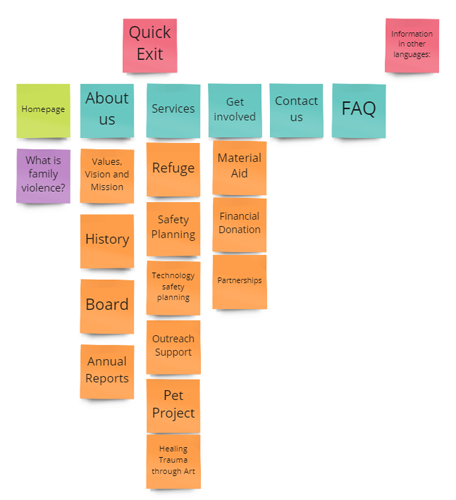 Quick
Exit
Information
in other
languages:
Homepage
About
us
Services
Get
involved
Contact
us
FAQ
What is
family
violence?
Values,
Vision and
Mission
Refuge
Material
Aid
History
Safety
Planning
Financial
Donation
Board
Technology
safety
planning
Partnerships
Annual
Reports
Outreach
Support
Pet
Project
Healing
Trauma
through Art